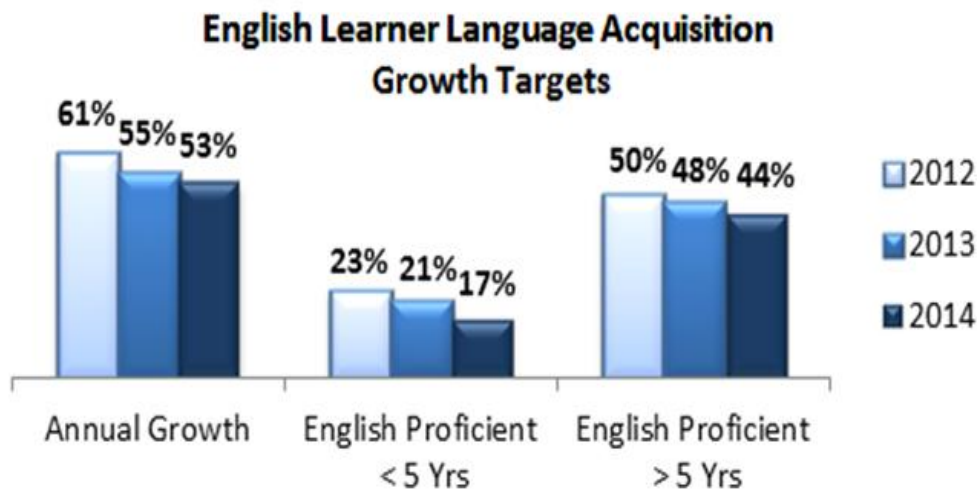 English Learner Language Acquisition
Growth Targets
61% 55% 53%
23% 21% 17%
50% 48% 44%
2012
2013
2014
Annual Growth
English Proficient
< 5 Yrs
English Proficient
> 5 Yrs